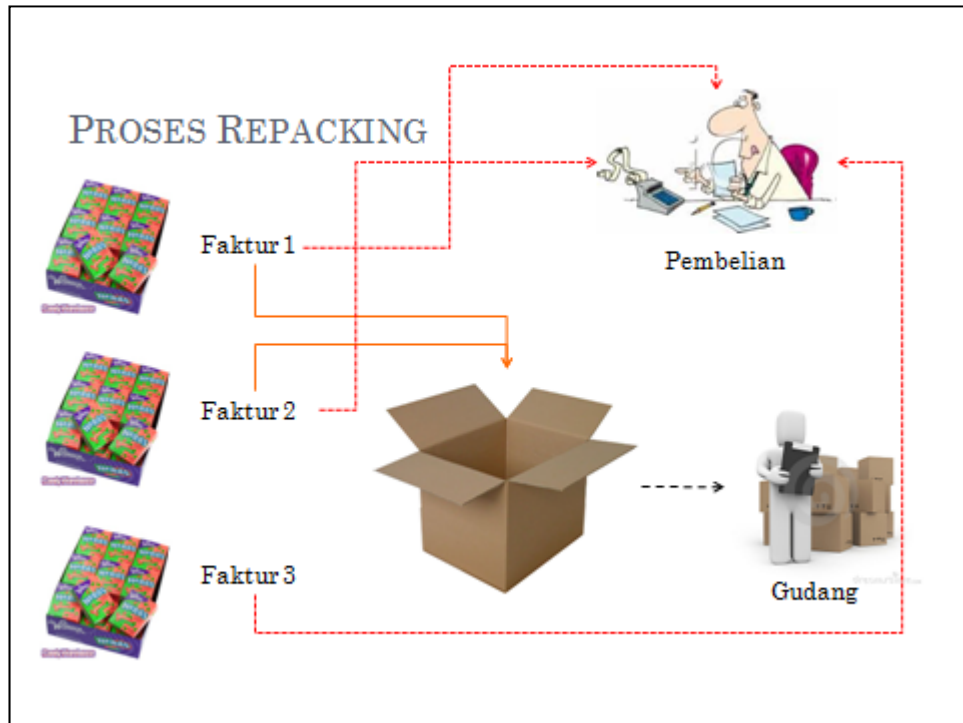 PROSES REPACKING
Faktur 1
Pembelian
Faktur 2
Faktur 3
Gudang